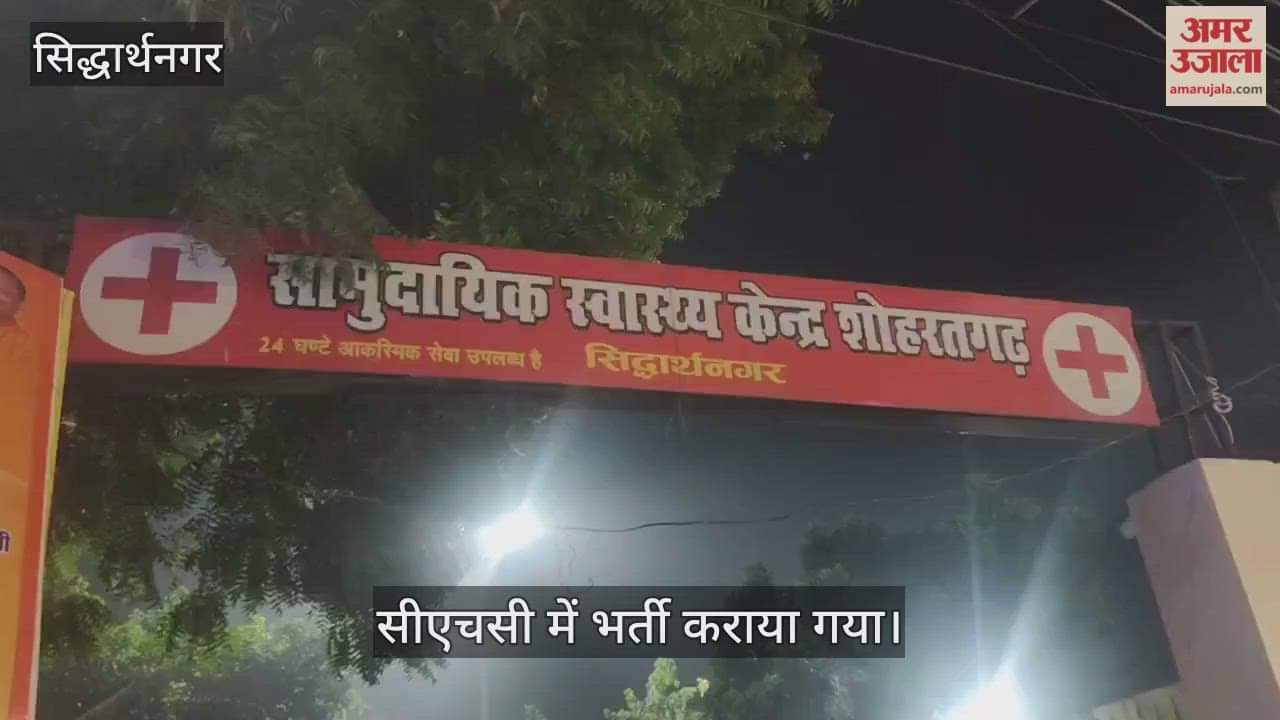 सिद्धार्थनगर
अमर
उजाला
amarujala.com
सामुदायिक स्वास्थ्य केन्द्र शोहरतगढ़
24 घण्टे आकस्मिक सेवा उपलब्ध है सिद्धार्थनगर
सीएचसी में भर्ती कराया गया।